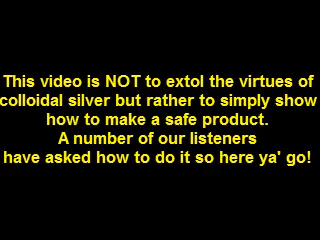 This video is NOT to extol the virtues of
colloidal silver but rather to simply show
how to make a safe product.
A number of our listeners
have asked how to do it so here ya' go!